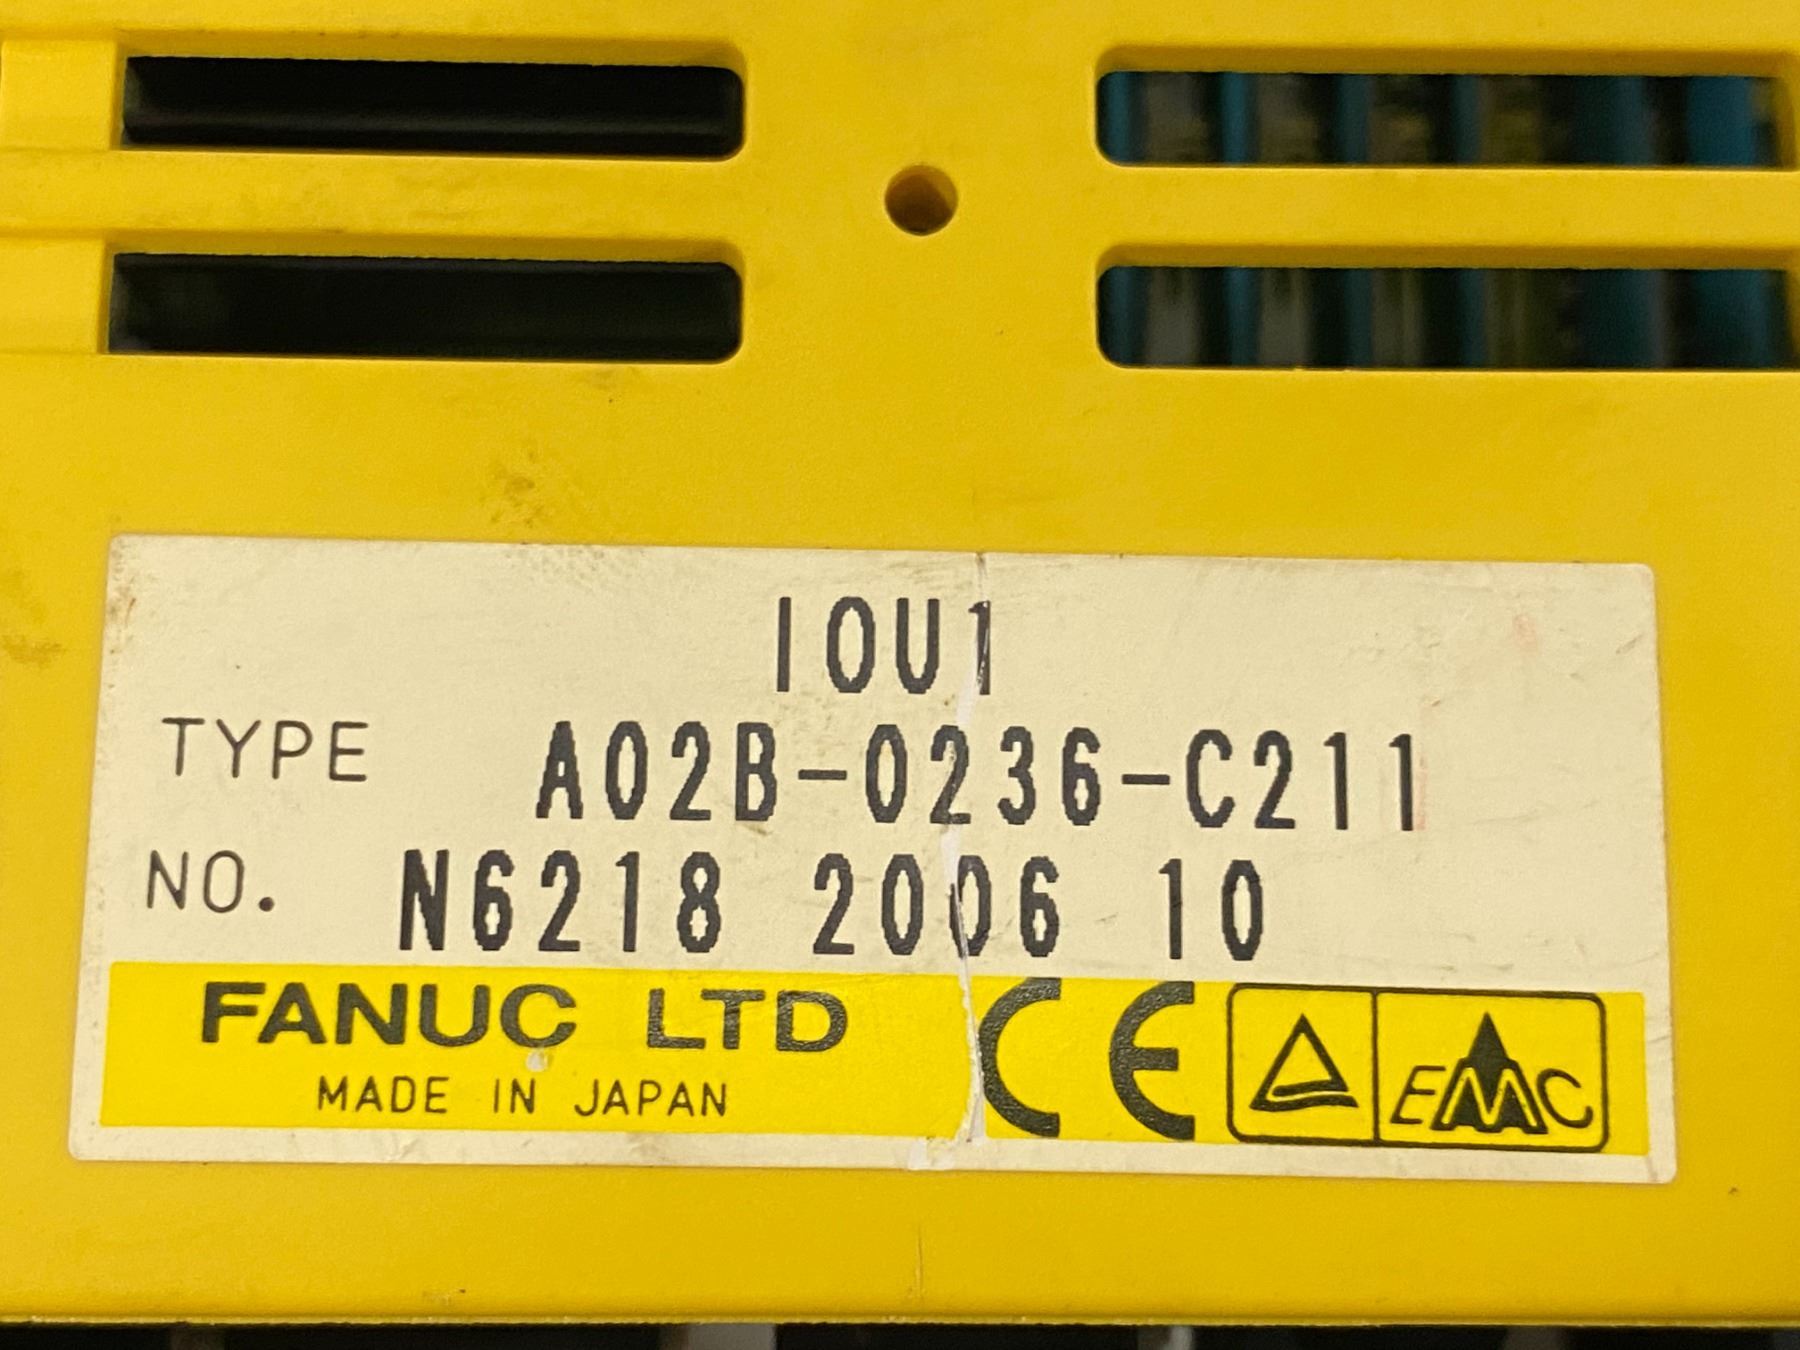 IOU1
TYPE A02B-0236-C211
NO. N6218 2006 10
FANUC LTD
MADE IN JAPAN
CE
EMC